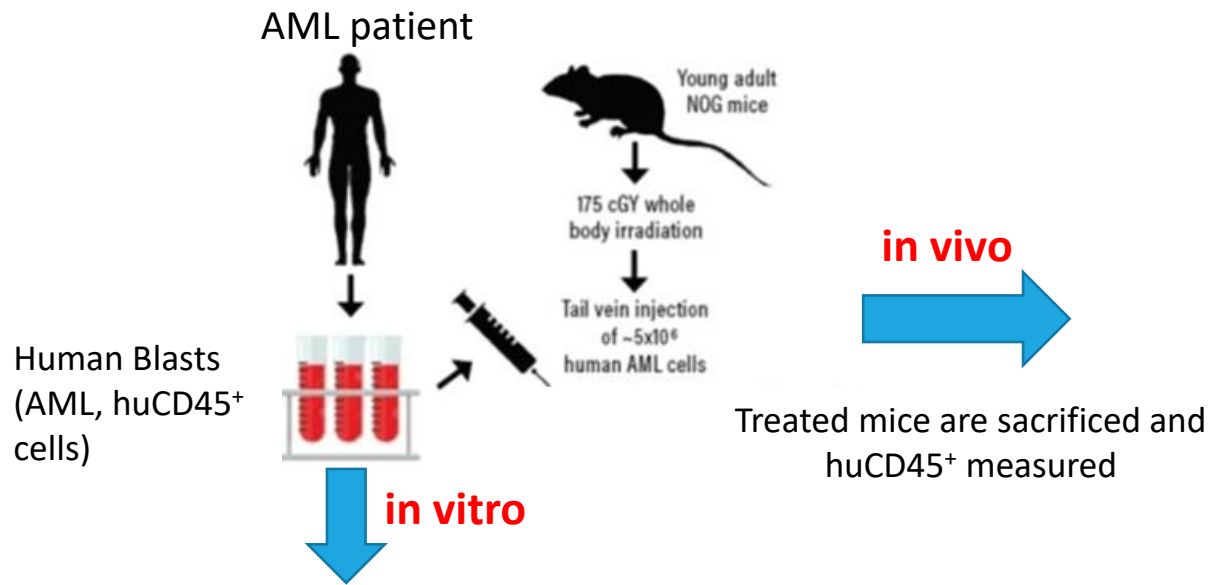 AML patient
Young adult
NOG mice
175 cGY whole
body irradiation
Tail vein injection
of ~5x10⁶
human AML cells
in vivo
Human Blasts
(AML, huCD45⁺
cells)
Treated mice are sacrificed and
huCD45⁺ measured
in vitro